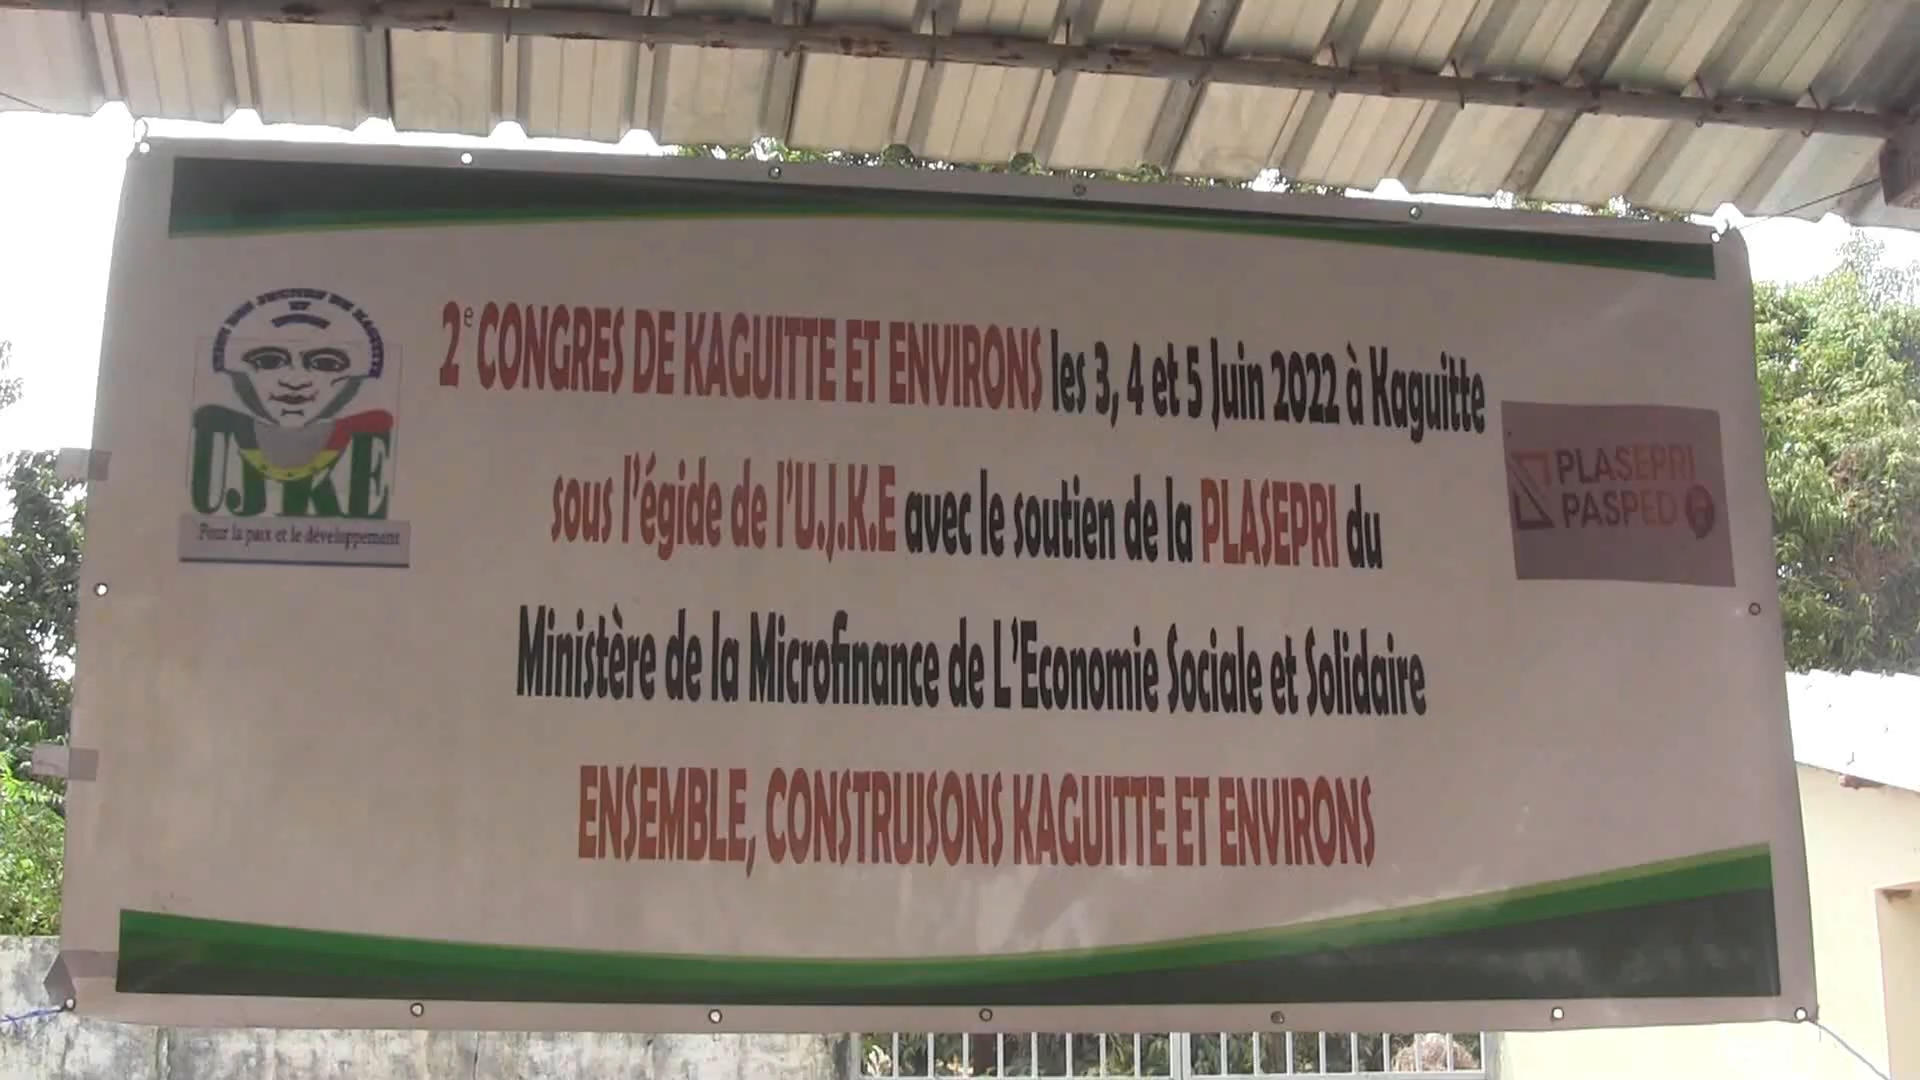 2e CONGRES DE KAGUITTE ET ENVIRONS les 3, 4 et 5 Juin 2022 à Kaguitte
sous l'égide de l'U.J.K.E avec le soutien de la PLASEPRI du
Ministère de la Microfinance de L'Economie Sociale et Solidaire
ENSEMBLE, CONSTRUISONS KAGUITTE ET ENVIRONS
UJKE
Pour la paix et le développement
PLASEPRI
PASPED